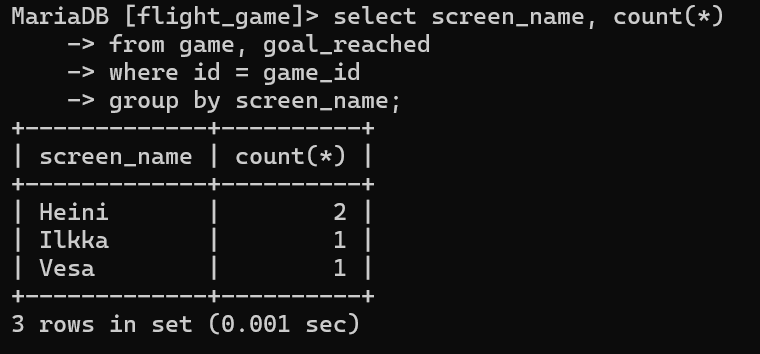 MariaDB [flight_game]> select screen_name, count(*)
    -> from game, goal_reached
    -> where id = game_id
    -> group by screen_name;
+-------------+----------+
| screen_name | count(*) |
+-------------+----------+
| Heini       |        2 |
| Ilkka       |        1 |
| Vesa        |        1 |
+-------------+----------+
3 rows in set (0.001 sec)